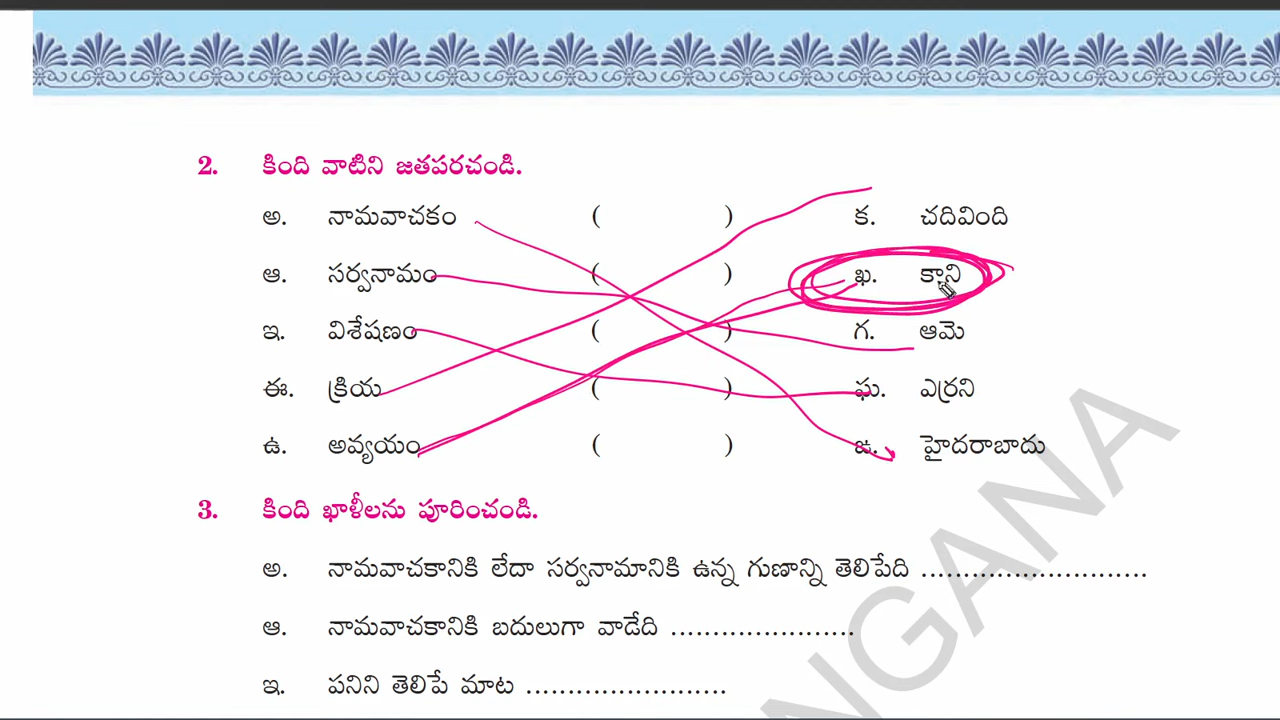 2. కింది వాటిని జతపరచండి.
అ. నామవాచకం ( ) క. చదివింది
ఆ. సర్వనామం ( ) ఖ. కాని
ఇ. విశేషణం ( ) గ. ఆమె
ఈ. క్రియ ( ) ఘ. ఎర్రని
ఉ. అవ్యయం ( ) ఙ. హైదరాబాదు
3. కింది ఖాళీలను పూరించండి.
అ. నామవాచకానికి లేదా సర్వనామానికి ఉన్న గుణాన్ని తెలిపేది ...........................
ఆ. నామవాచకానికి బదులుగా వాడేది ......................
ఇ. పనిని తెలిపే మాట ........................
NGANA